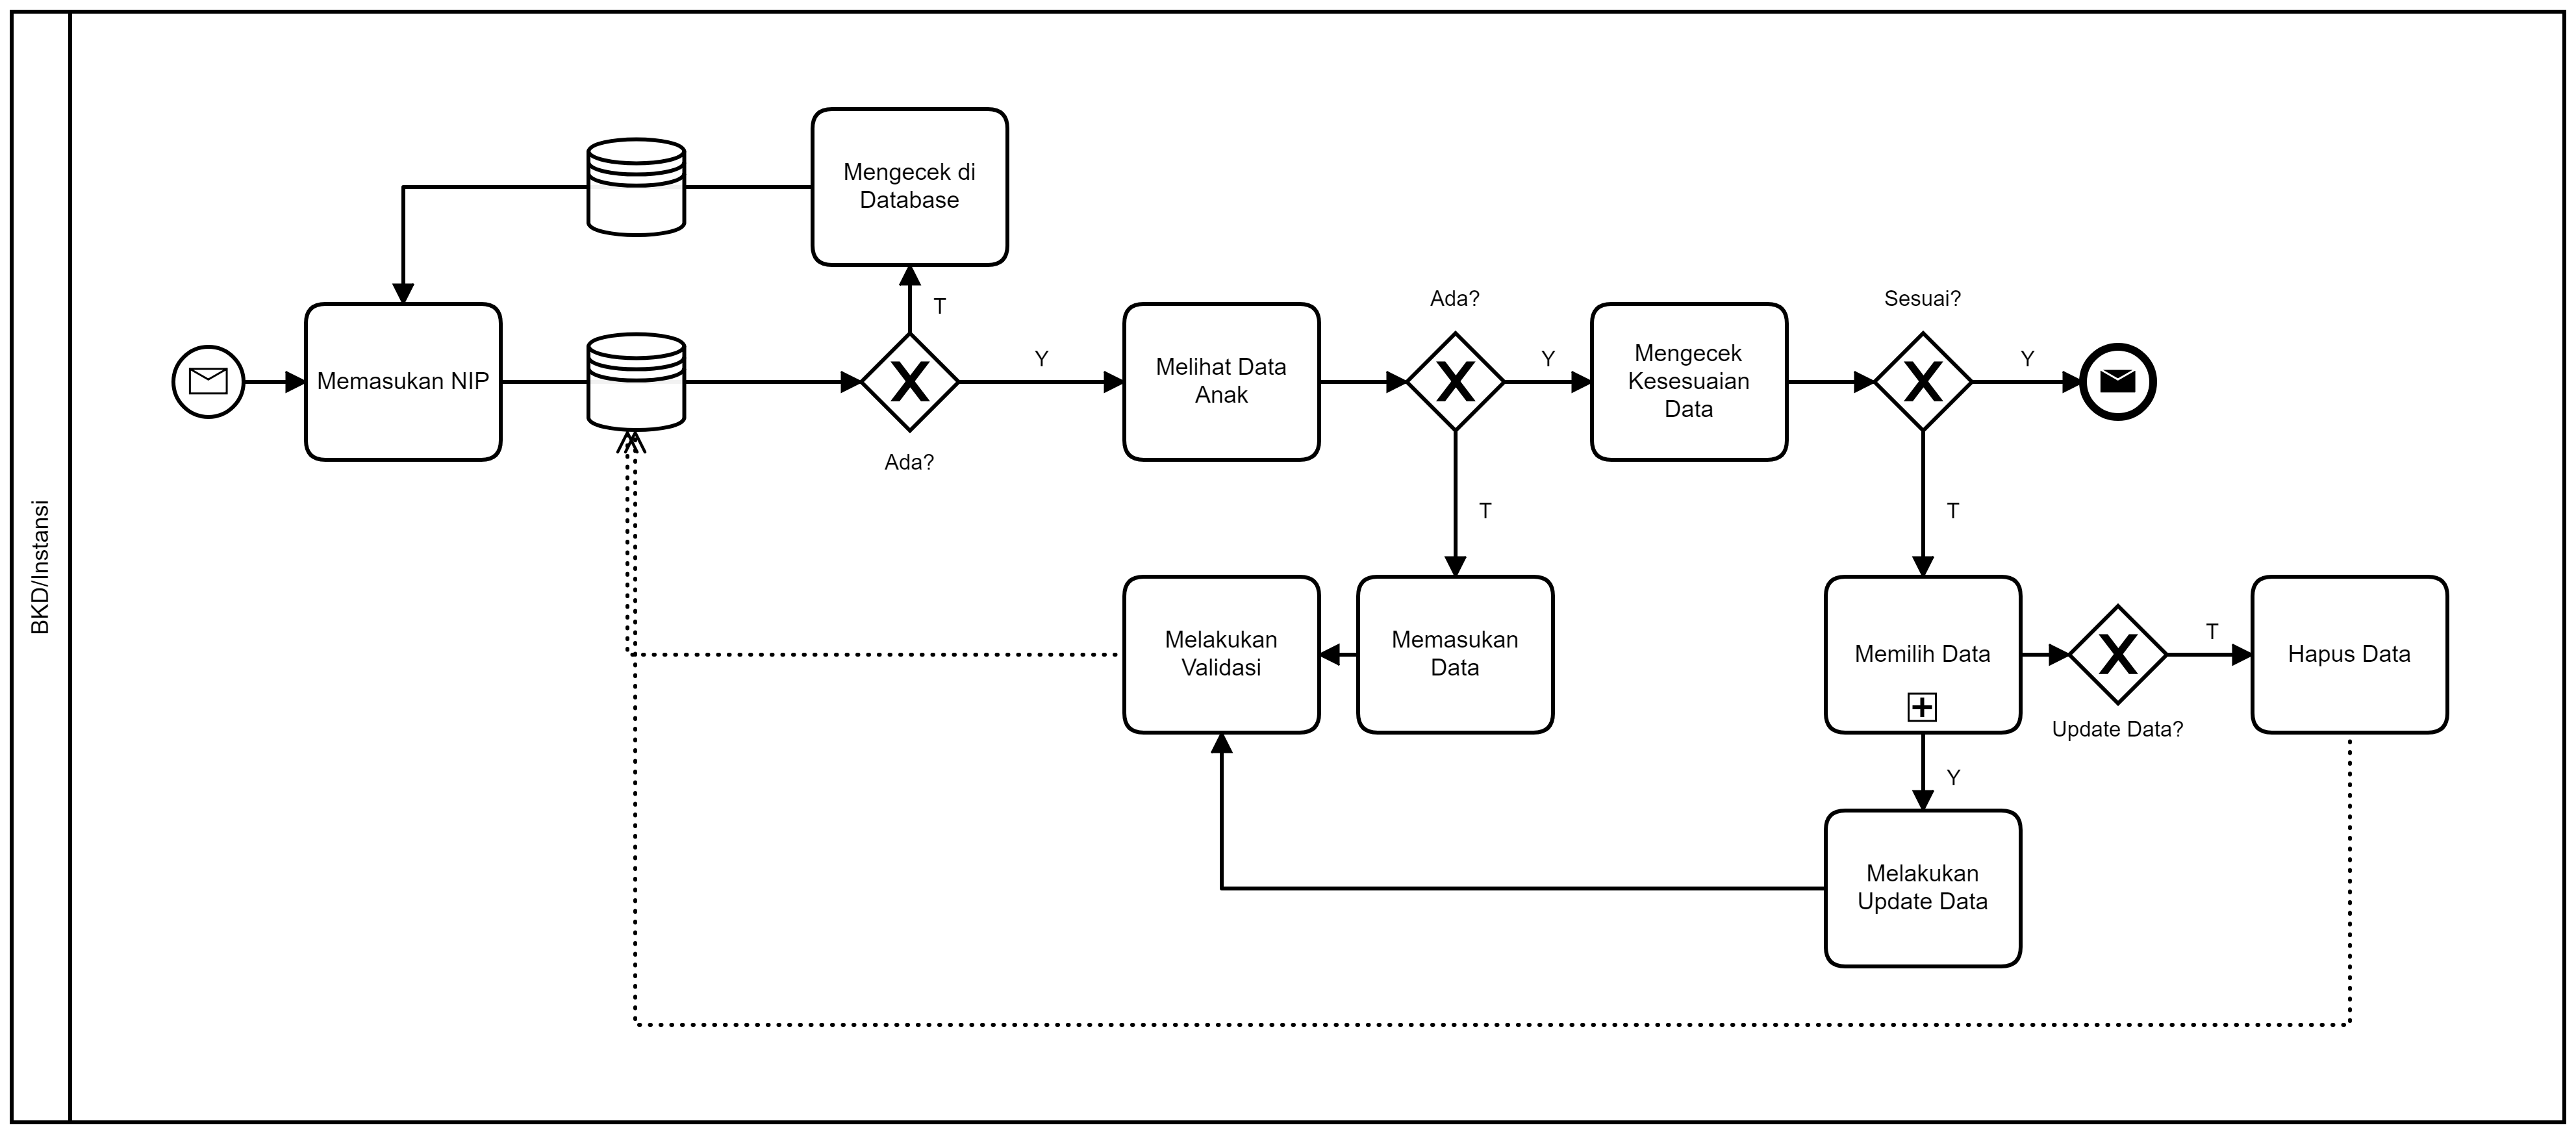 BKD/Instansi
Mengecek di
Database
T
Memasukan NIP
Ada?
Y
Melihat Data
Anak
Ada?
Y
T
Mengecek
Kesesuaian
Data
Sesuai?
Y
T
Melakukan
Validasi
Memasukan
Data
Memilih Data
Update Data?
T
Hapus Data
Y
Melakukan
Update Data